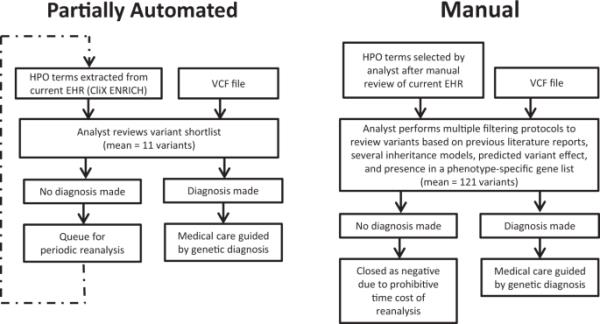 Partially Automated
HPO terms extracted from
current EHR (CliX ENRICH)
VCF file
Analyst reviews variant shortlist
(mean = 11 variants)
No diagnosis made
Diagnosis made
Queue for
periodic reanalysis
Medical care guided
by genetic diagnosis
Manual
HPO terms selected by
analyst after manual
review of current EHR
VCF file
Analyst performs multiple filtering protocols to
review variants based on previous literature reports,
several inheritance models, predicted variant effect,
and presence in a phenotype-specific gene list
(mean = 121 variants)
No diagnosis made
Diagnosis made
Closed as negative
due to prohibitive
time cost of
reanalysis
Medical care guided
by genetic diagnosis